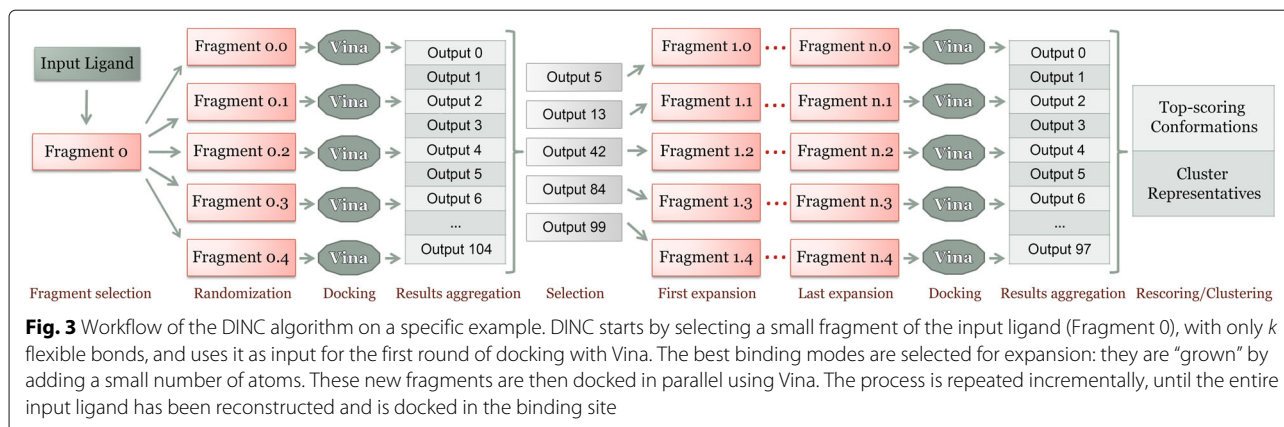 Input Ligand
Fragment 0
Fragment 0.0
Fragment 0.1
Fragment 0.2
Fragment 0.3
Fragment 0.4
Vina
Vina
Vina
Vina
Vina
Output 0
Output 1
Output 2
Output 3
Output 4
Output 5
Output 6
...
Output 104
Output 5
Output 13
Output 42
Output 84
Output 99
Fragment 1.0
Fragment 1.1
Fragment 1.2
Fragment 1.3
Fragment 1.4
Fragment n.0
Fragment n.1
Fragment n.2
Fragment n.3
Fragment n.4
Vina
Vina
Vina
Vina
Vina
Output 0
Output 1
Output 2
Output 3
Output 4
Output 5
Output 6
...
Output 97
Top-scoring
Conformations
Cluster
Representatives
Fragment selection Randomization Docking Results aggregation Selection First expansion Last expansion Docking Results aggregation Rescoring/Clustering
Fig. 3 Workflow of the DINC algorithm on a specific example. DINC starts by selecting a small fragment of the input ligand (Fragment 0), with only k
flexible bonds, and uses it as input for the first round of docking with Vina. The best binding modes are selected for expansion: they are “grown” by
adding a small number of atoms. These new fragments are then docked in parallel using Vina. The process is repeated incrementally, until the entire
input ligand has been reconstructed and is docked in the binding site